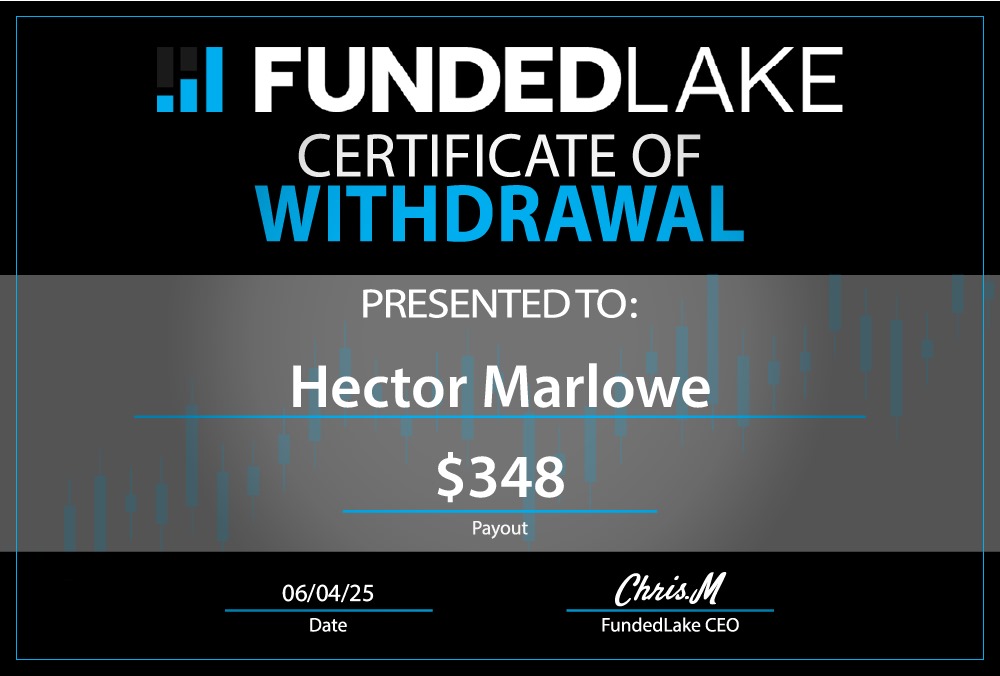 FUNDEDLAKE
CERTIFICATE OF
WITHDRAWAL
PRESENTED TO:
Hector Marlowe
$348
Payout
06/04/25
Date
Chris.M
FundedLake CEO